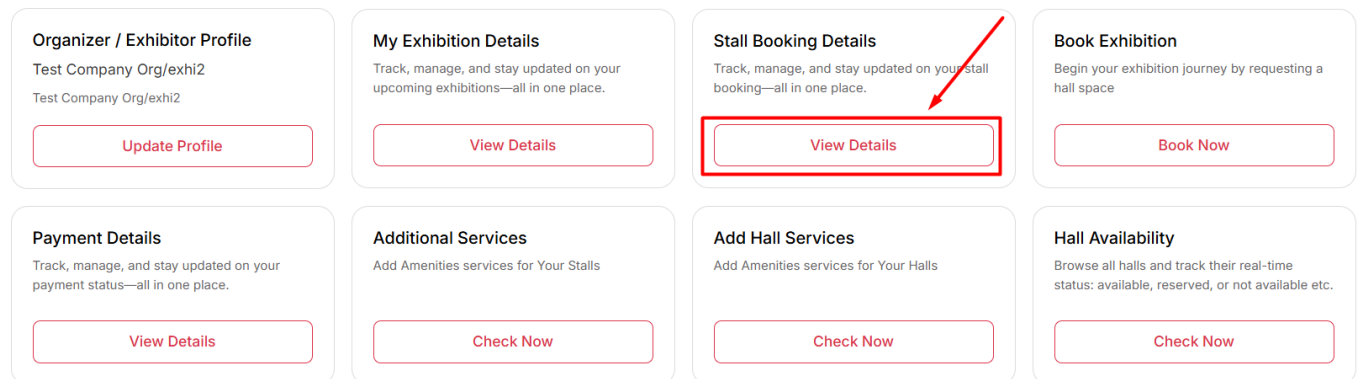 Organizer / Exhibitor Profile
Test Company Org/exhi2
Test Company Org/exhi2
Update Profile
My Exhibition Details
Track, manage, and stay updated on your
upcoming exhibitions—all in one place.
View Details
Stall Booking Details
Track, manage, and stay updated on your stall
booking—all in one place.
View Details
Book Exhibition
Begin your exhibition journey by requesting a
hall space
Book Now
Payment Details
Track, manage, and stay updated on your
payment status—all in one place.
View Details
Additional Services
Add Amenities services for Your Stalls
Check Now
Add Hall Services
Add Amenities services for Your Halls
Check Now
Hall Availability
Browse all halls and track their real-time
status: available, reserved, or not available etc.
Check Now